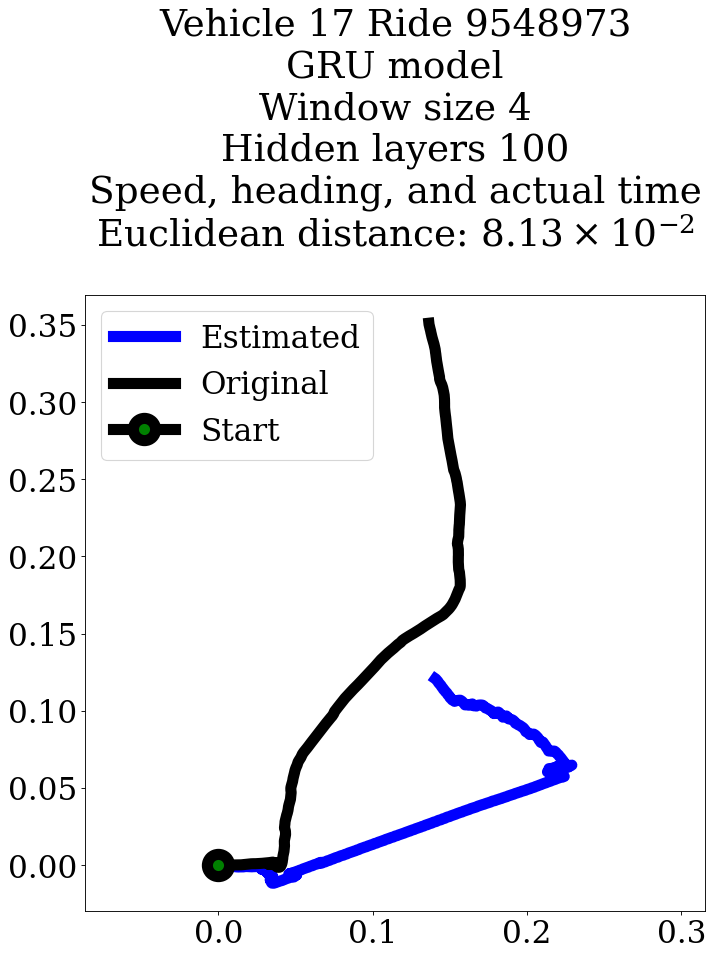 Vehicle 17 Ride 9548973
GRU model
Window size 4
Hidden layers 100
Speed, heading, and actual time
Euclidean distance: 8.13 × 10⁻²
Estimated
Original
Start
0.35
0.30
0.25
0.20
0.15
0.10
0.05
0.00
0.0 0.1 0.2 0.3